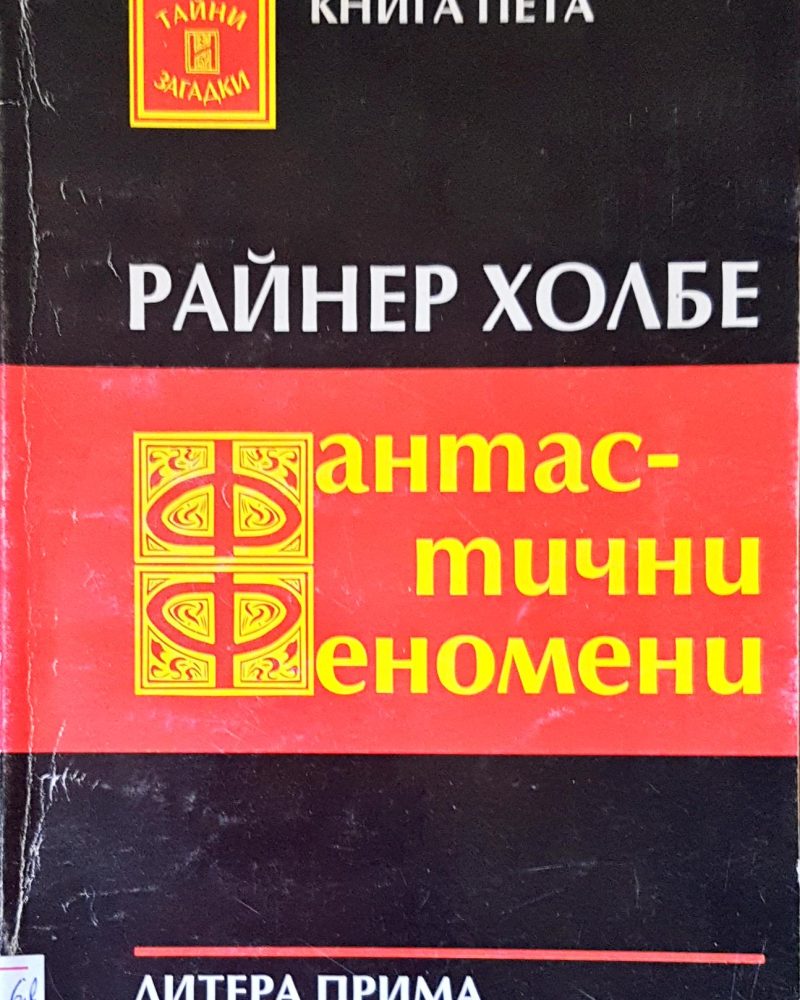 КНИГА ПЕТА
ТАЙНИ
ЗАГАДКИ
РАЙНЕР ХОЛБЕ
Фантас-
тични
Феномени
ЛИТЕРА ПРИМА